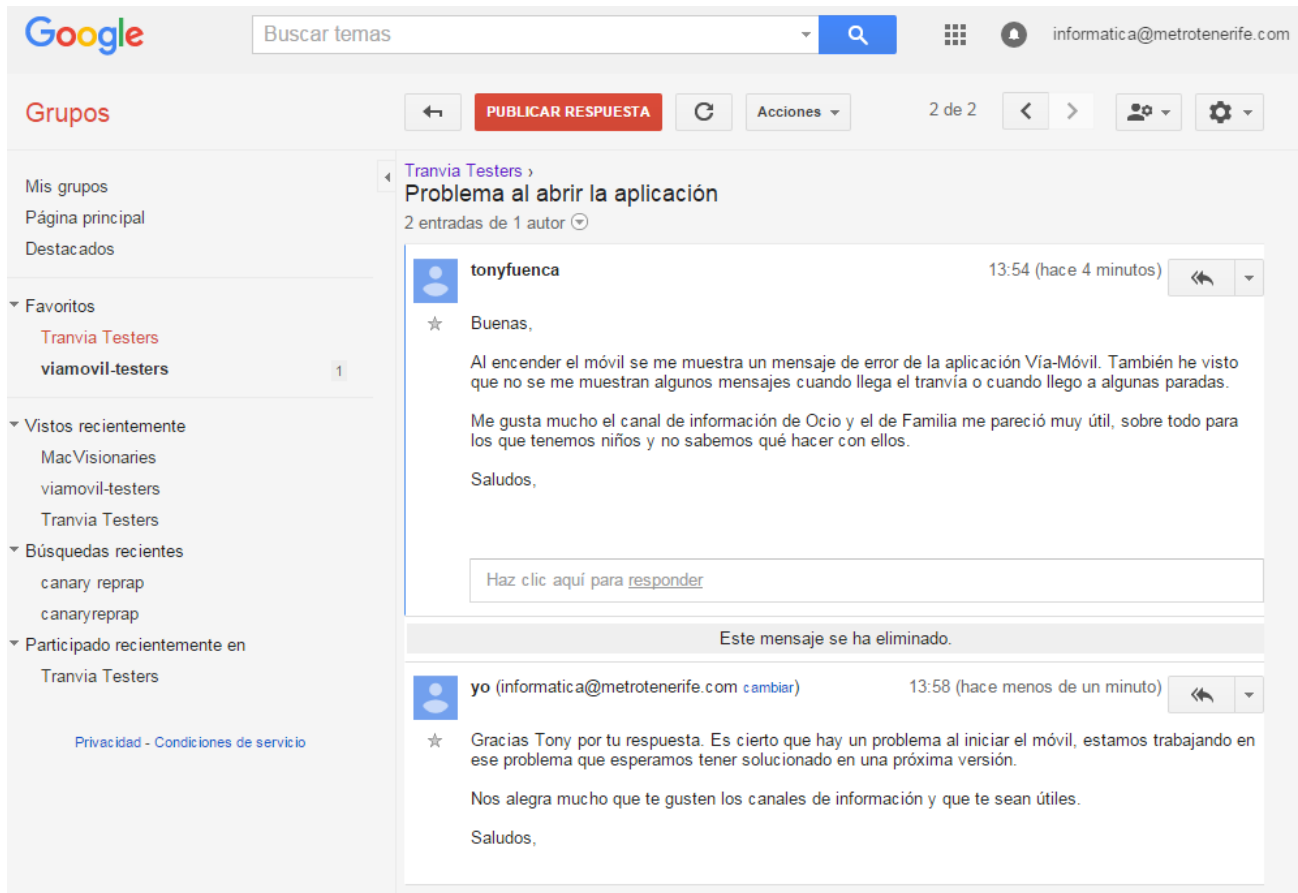 Google
Buscar temas
informatica@metrotenerife.com
Grupos
PUBLICAR RESPUESTA
Acciones
2 de 2
Mis grupos
Página principal
Destacados
Favoritos
Tranvia Testers
viamovil-testers
1
Vistos recientemente
MacVisionaries
viamovil-testers
Tranvia Testers
Búsquedas recientes
canary reprap
canaryreprap
Participado recientemente en
Tranvia Testers
Privacidad - Condiciones de servicio
Tranvia Testers ›
Problema al abrir la aplicación
2 entradas de 1 autor
tonyfuenca
13:54 (hace 4 minutos)
Buenas,
Al encender el móvil se me muestra un mensaje de error de la aplicación Vía-Móvil. También he visto
que no se me muestran algunos mensajes cuando llega el tranvía o cuando llego a algunas paradas.
Me gusta mucho el canal de información de Ocio y el de Familia me pareció muy útil, sobre todo para
los que tenemos niños y no sabemos qué hacer con ellos.
Saludos,
Haz clic aquí para responder
Este mensaje se ha eliminado.
yo (informatica@metrotenerife.com cambiar)
13:58 (hace menos de un minuto)
Gracias Tony por tu respuesta. Es cierto que hay un problema al iniciar el móvil, estamos trabajando en
ese problema que esperamos tener solucionado en una próxima versión.
Nos alegra mucho que te gusten los canales de información y que te sean útiles.
Saludos,